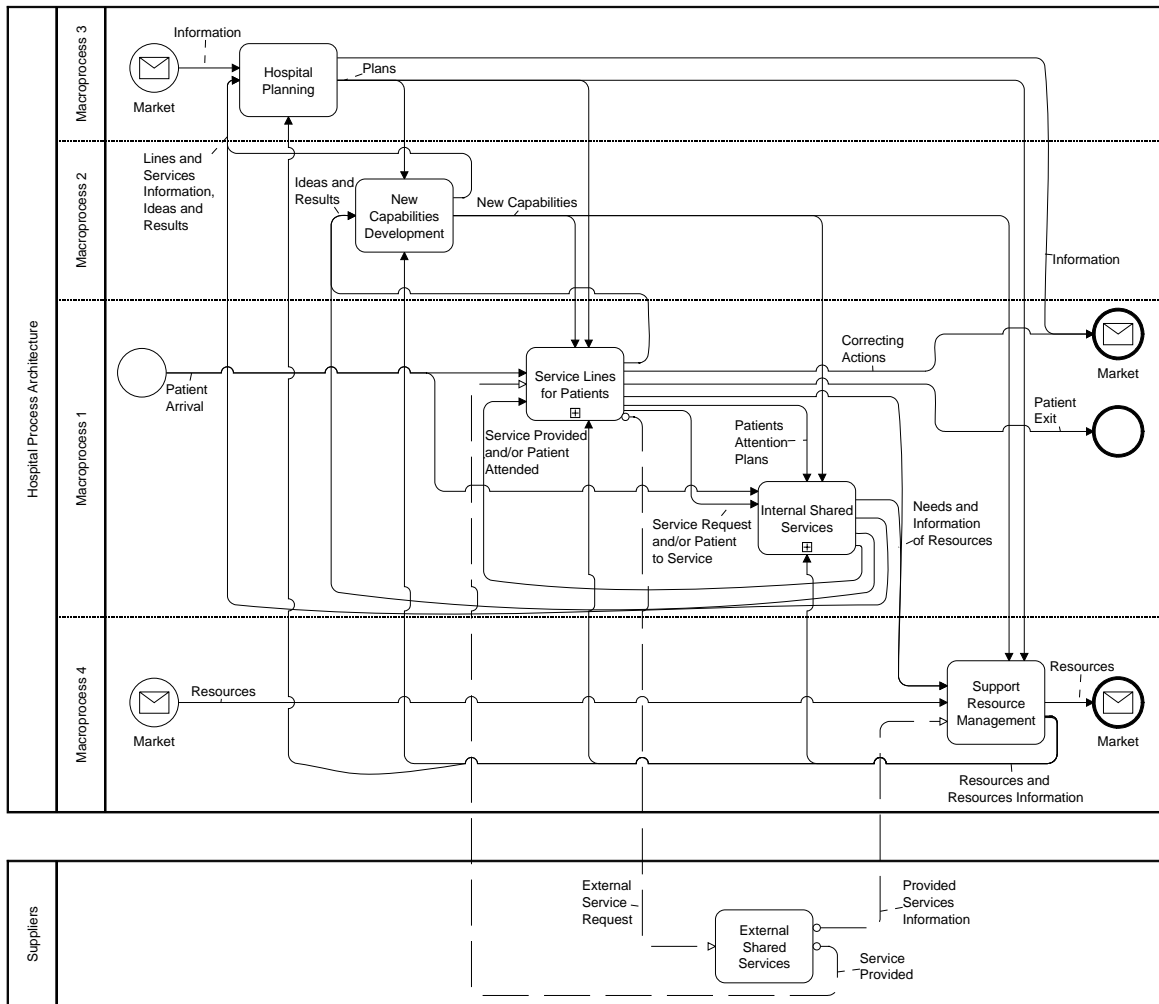 Hospital Process Architecture
Macroprocess 3
Information
Market
Hospital
Planning
Plans
Macroprocess 2
Lines and
Services
Information,
Ideas and
Results
Ideas and
Results
New
Capabilities
Development
New Capabilities
Information
Macroprocess 1
Patient
Arrival
Service Lines
for Patients
Correcting
Actions
Market
Patient
Exit
Service Provided
and/or Patient
Attended
Patients
Attention
Plans
Service Request
and/or Patient
to Service
Internal Shared
Services
Needs and
Information
of Resources
Macroprocess 4
Resources
Market
Support
Resource
Management
Resources
Market
Resources and
Resources Information
Suppliers
External
Service
Request
External
Shared
Services
Provided
Services
Information
Service
Provided